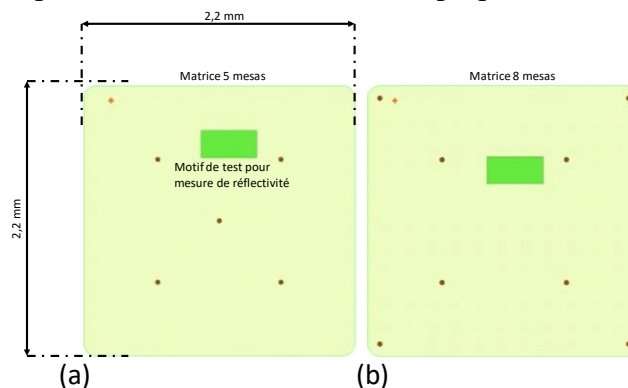 2,2 mm
Matrice 5 mesas
Matrice 8 mesas
Motif de test pour
mesure de réflectivité
2,2 mm
(a)
(b)